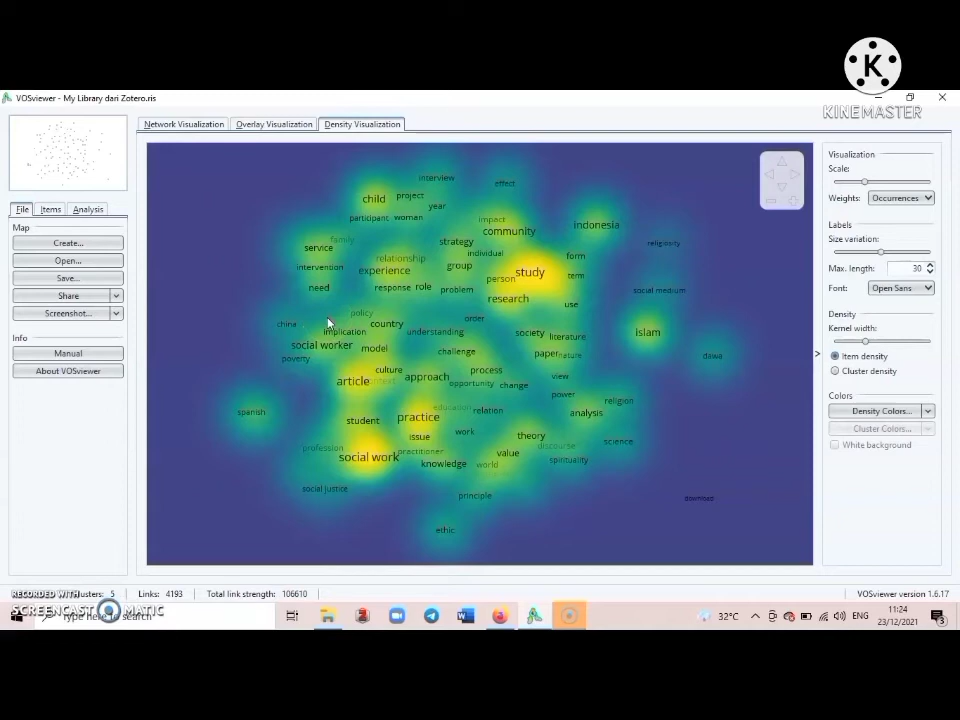 K
KINEMASTER
VOSviewer - My Library dari Zotero.ris
Network Visualization
Overlay Visualization
Density Visualization
File
Items
Analysis
Map
Create...
Open...
Save...
Share
Screenshot...
Info
Manual
About VOSviewer
interview
effect
child
project
year
participant
woman
impact
community
indonesia
family
service
strategy
religiosity
relationship
individual
form
intervention
experience
group
person
study
term
need
response
role
problem
research
social medium
use
policy
china
country
order
implication
understanding
society
literature
islam
social worker
model
challenge
paper
nature
dawa
poverty
culture
process
view
article
context
approach
opportunity
change
power
religion
spanish
education
relation
analysis
student
practice
issue
work
theory
science
profession
practitioner
value
discourse
social work
knowledge
world
spirituality
social justice
principle
download
ethic
Visualization
Scale:
Weights:
Occurrences
Labels
Size variation:
Max. length:
30
Font:
Open Sans
Density
Kernel width:
Item density
Cluster density
Colors
Density Colors...
Cluster Colors...
White background
>
RECORDED WITH
SCREENCAST MATIC
usters: 5
Links: 4193
Total link strength: 106610
VOSviewer version 1.6.17
Type here to search
32°C
ENG
11:24
23/12/2021
3